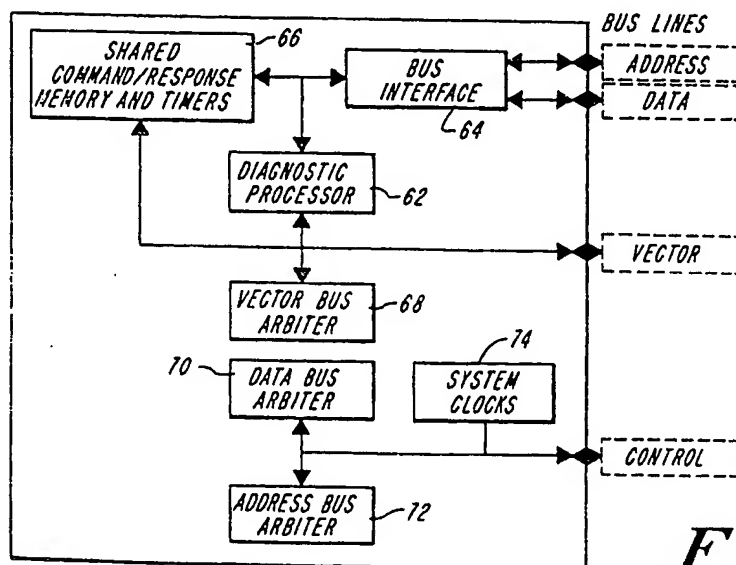 BUS LINES
66
SHARED
COMMAND/RESPONSE
MEMORY AND TIMERS
BUS
INTERFACE
64
ADDRESS
DATA
DIAGNOSTIC
PROCESSOR
62
VECTOR
VECTOR BUS
ARBITER
68
70
DATA BUS
ARBITER
74
SYSTEM
CLOCKS
CONTROL
ADDRESS BUS
ARBITER
72
F